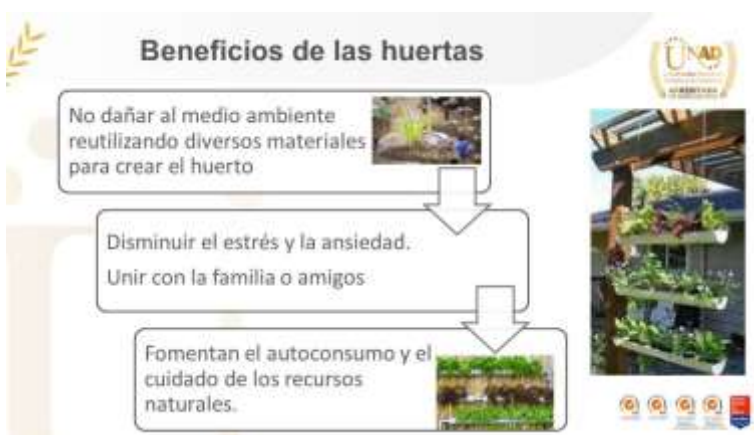 Beneficios de las huertas
UNAD
No dañar al medio ambiente
reutilizando diversos materiales
para crear el huerto
Disminuir el estrés y la ansiedad.
Unir con la familia o amigos
Fomentan el autoconsumo y el
cuidado de los recursos
naturales.